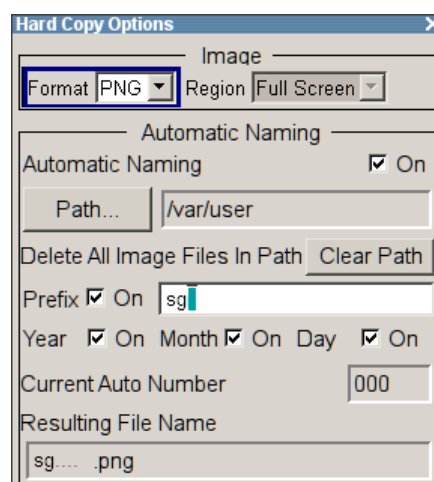 Hard Copy Options
Image
Format PNG Region Full Screen
Automatic Naming
Automatic Naming On
Path... /var/user
Delete All Image Files In Path Clear Path
Prefix On sg
Year On Month On Day On
Current Auto Number 000
Resulting File Name
sg.... .png